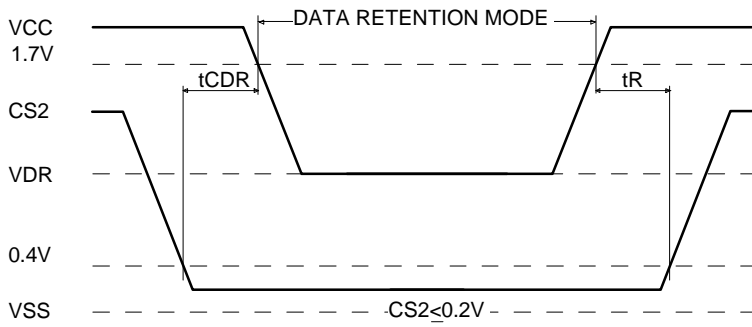 DATA RETENTION MODE
VCC
1.7V
tCDR
tR
CS2
VDR
0.4V
CS2≤0.2V
VSS